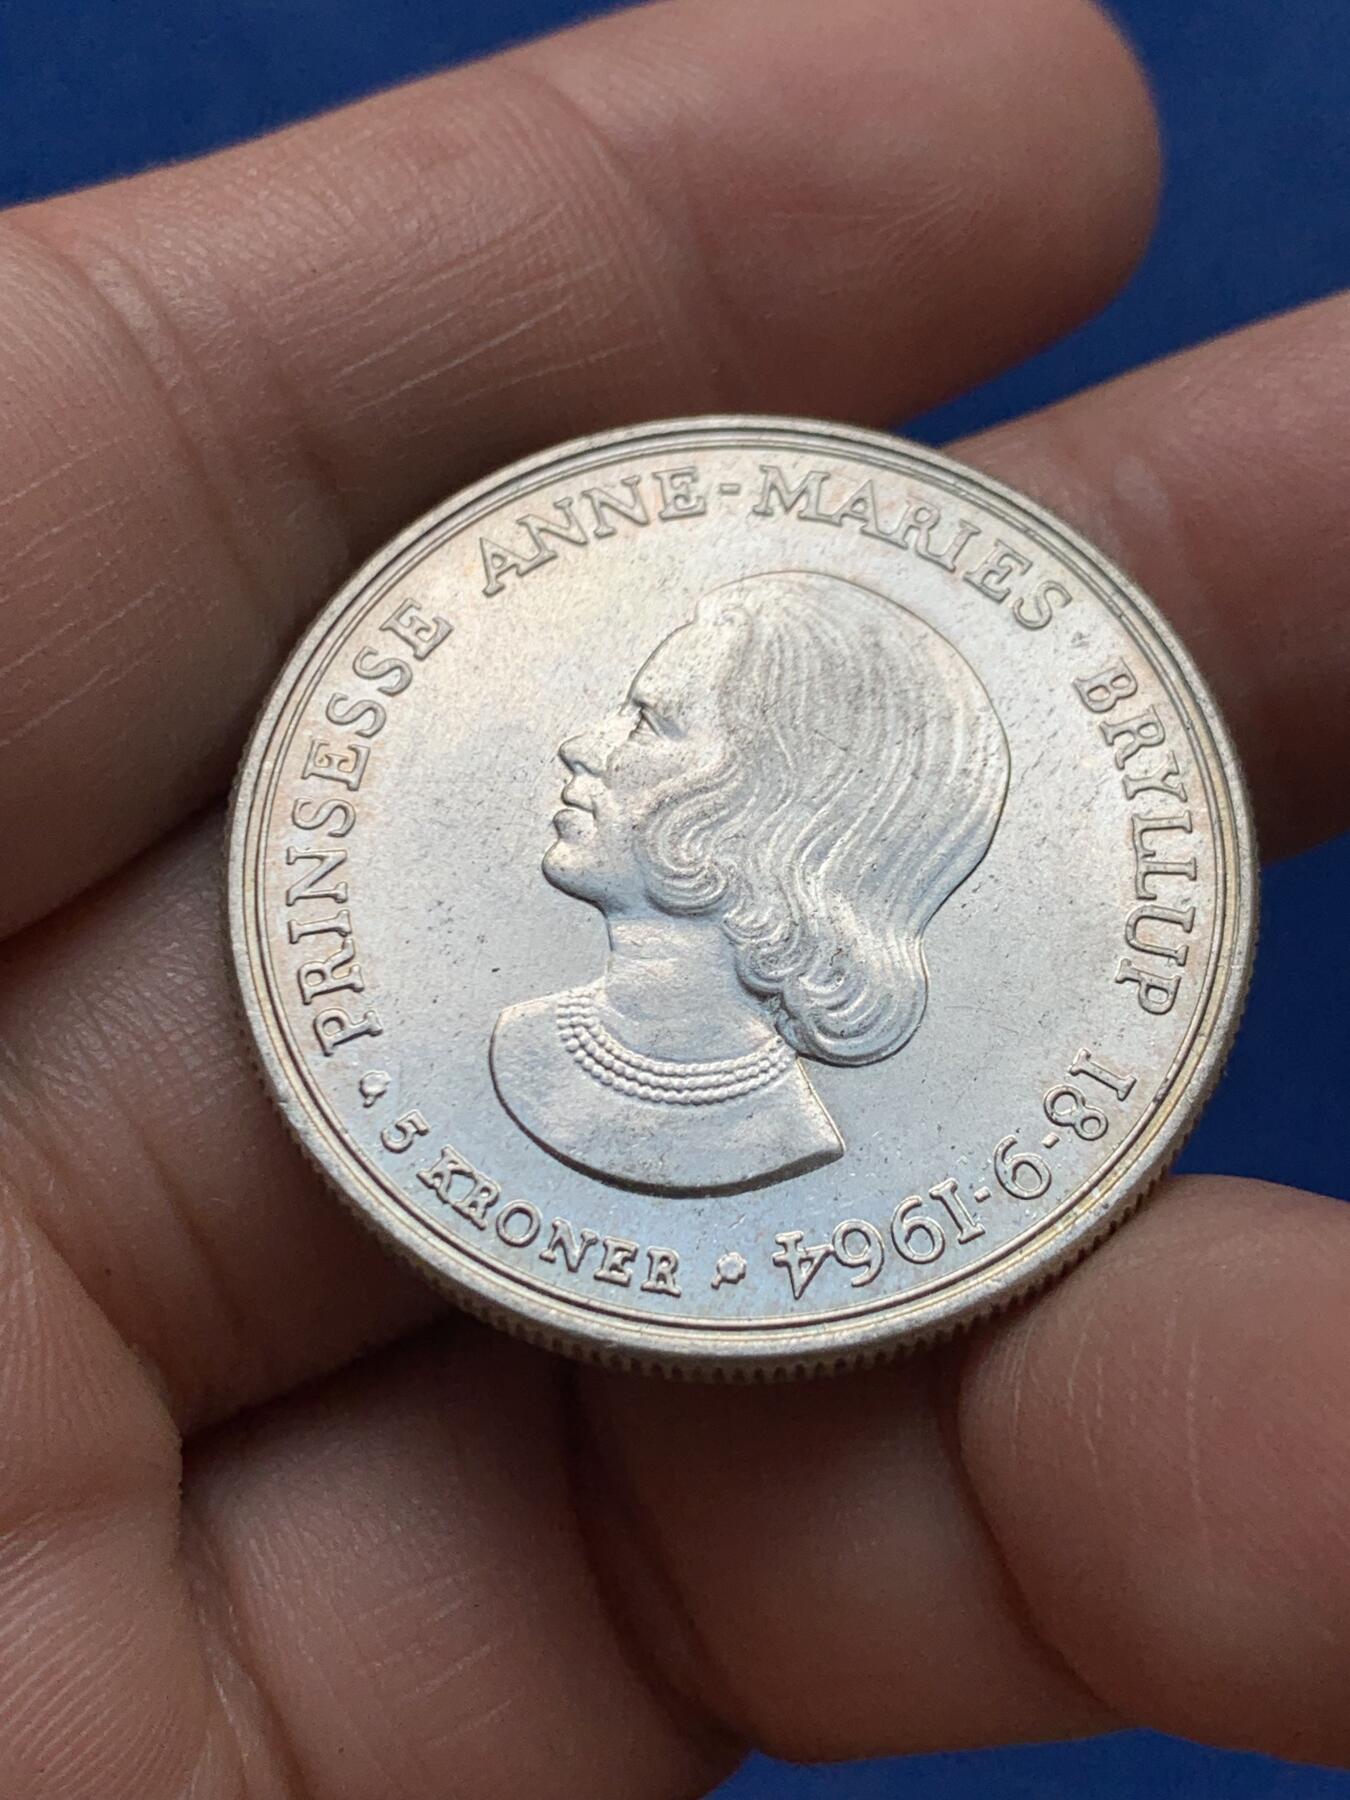 PRINSESSE ANNE-MARIES BRYLLUP 18-9-1964
5 KRONER